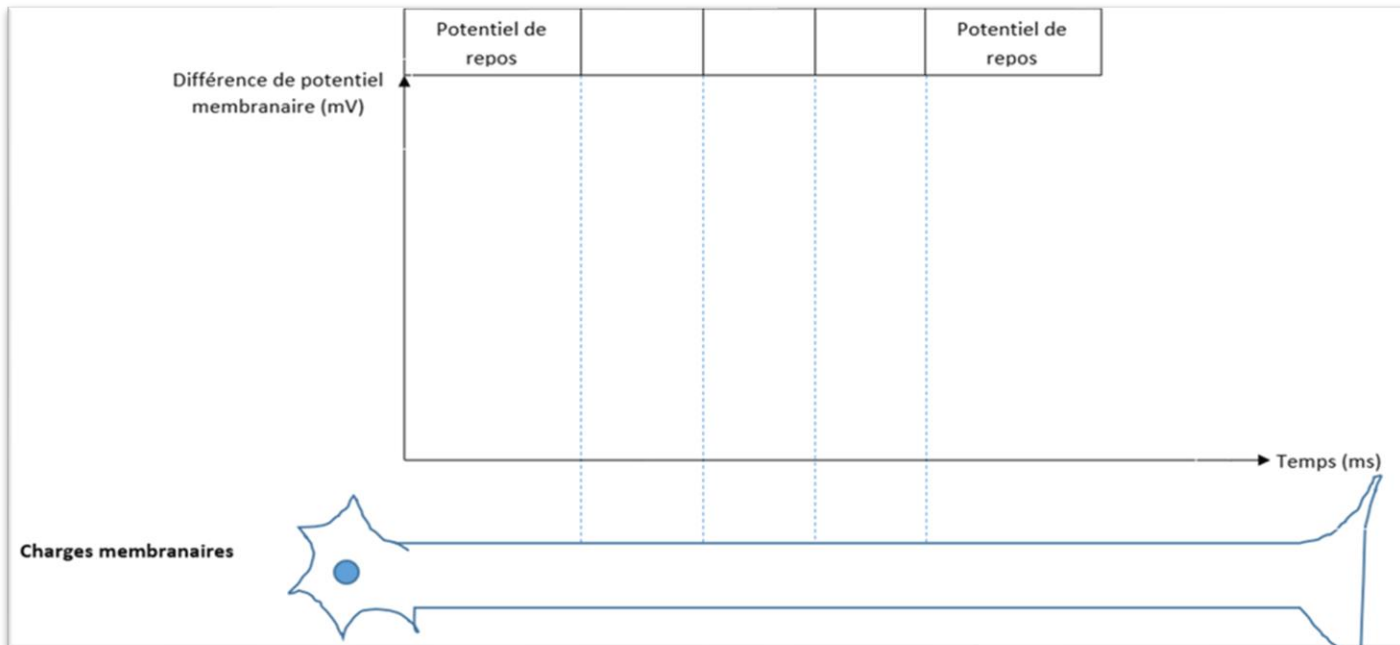 Potentiel de
repos
Potentiel de
repos
Différence de potentiel
membranaire (mV)
Temps (ms)
Charges membranaires